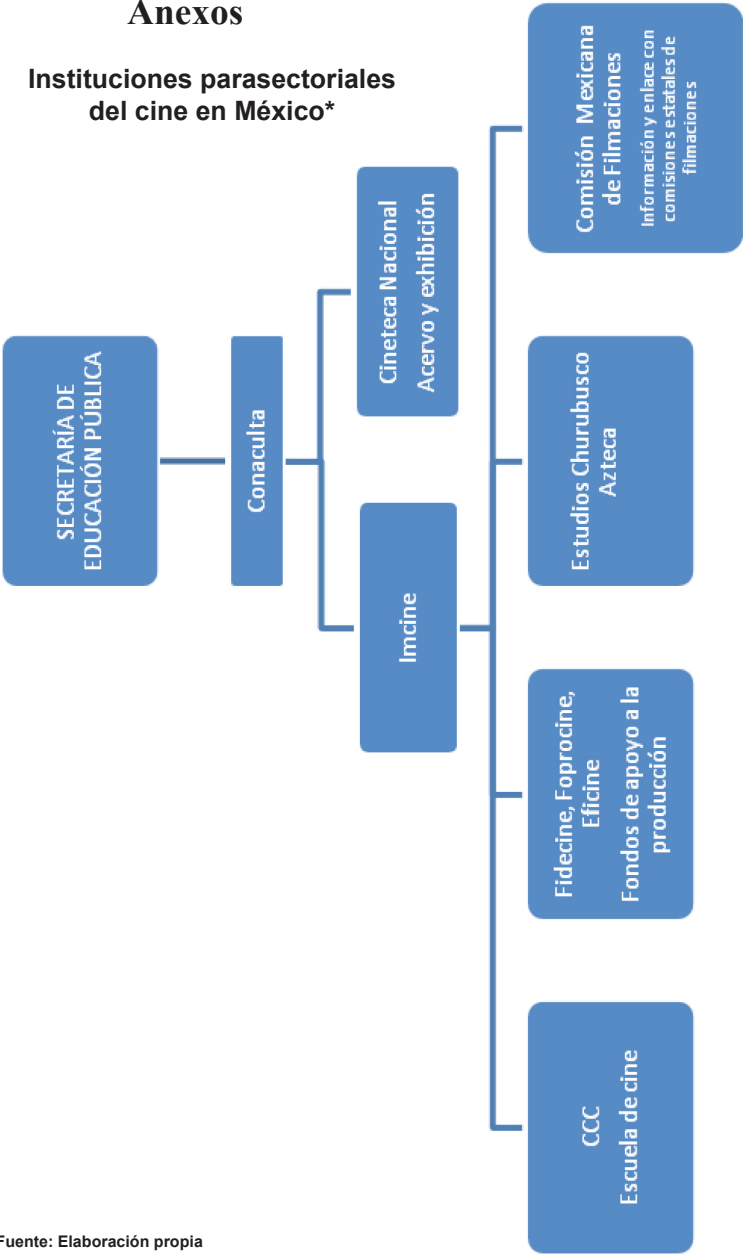 Anexos
Instituciones parasectoriales
del cine en México*
SECRETARÍA DE
EDUCACIÓN PÚBLICA
Conaculta
Imcine
Cineteca Nacional
Acervo y exhibición
CCC
Escuela de cine
Fidecine, Foprocine,
Eficine
Fondos de apoyo a la
producción
Estudios Churubusco
Azteca
Comisión Mexicana
de Filmaciones
Información y enlace con
comisiones estatales de
filmaciones
Fuente: Elaboración propia